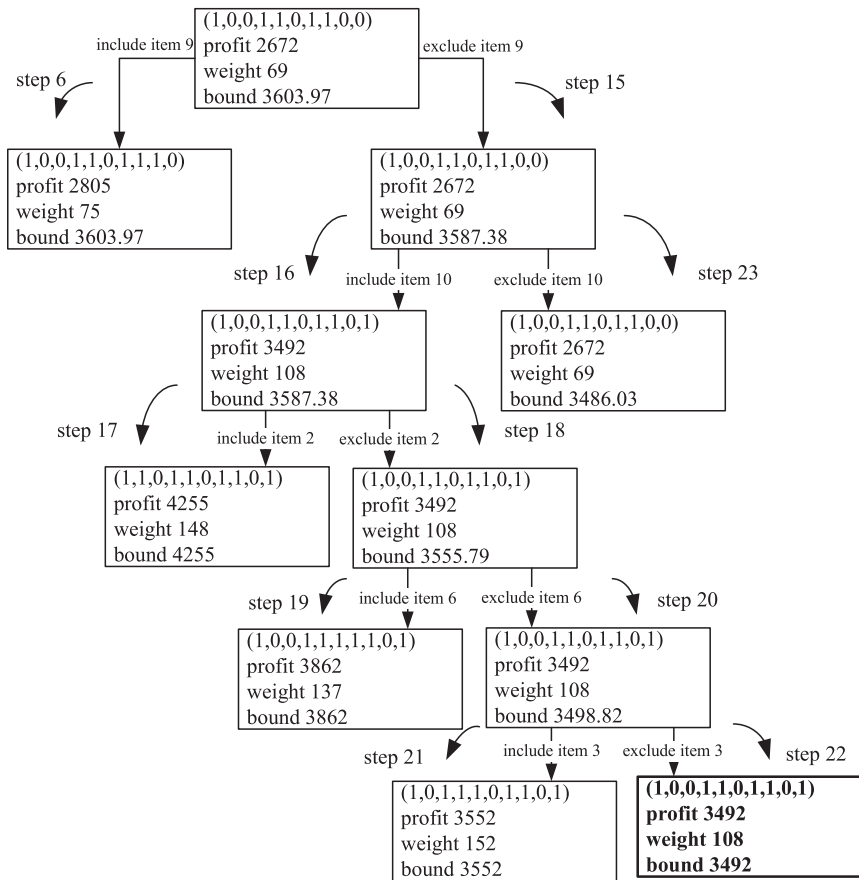 (1,0,0,1,1,0,1,1,0,0)
profit 2672
weight 69
bound 3603.97
include item 9
exclude item 9
step 6
step 15
(1,0,0,1,1,0,1,1,1,0)
profit 2805
weight 75
bound 3603.97
(1,0,0,1,1,0,1,1,0,0)
profit 2672
weight 69
bound 3587.38
step 16
include item 10
exclude item 10
step 23
(1,0,0,1,1,0,1,1,0,1)
profit 3492
weight 108
bound 3587.38
(1,0,0,1,1,0,1,1,0,0)
profit 2672
weight 69
bound 3486.03
step 17
include item 2
exclude item 2
step 18
(1,1,0,1,1,0,1,1,0,1)
profit 4255
weight 148
bound 4255
(1,0,0,1,1,0,1,1,0,1)
profit 3492
weight 108
bound 3555.79
step 19
include item 6
exclude item 6
step 20
(1,0,0,1,1,1,1,1,0,1)
profit 3862
weight 137
bound 3862
(1,0,0,1,1,0,1,1,0,1)
profit 3492
weight 108
bound 3498.82
step 21
include item 3
exclude item 3
step 22
(1,0,1,1,1,0,1,1,0,1)
profit 3552
weight 152
bound 3552
(1,0,0,1,1,0,1,1,0,1)
profit 3492
weight 108
bound 3492